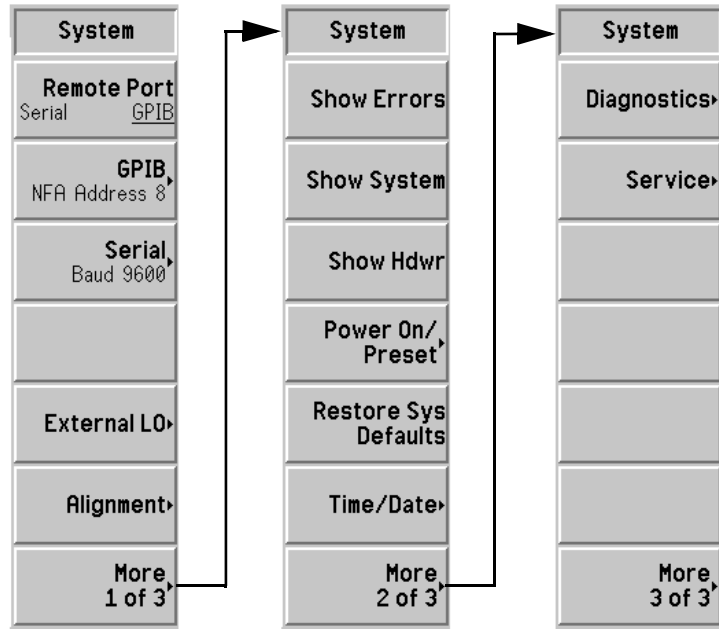 System
Remote Port
Serial GPIB
GPIB
NFA Address 8
Serial
Baud 9600
External LO
Alignment
More
1 of 3
System
Show Errors
Show System
Show Hdwr
Power On/
Preset
Restore Sys
Defaults
Time/Date
More
2 of 3
System
Diagnostics
Service
More
3 of 3